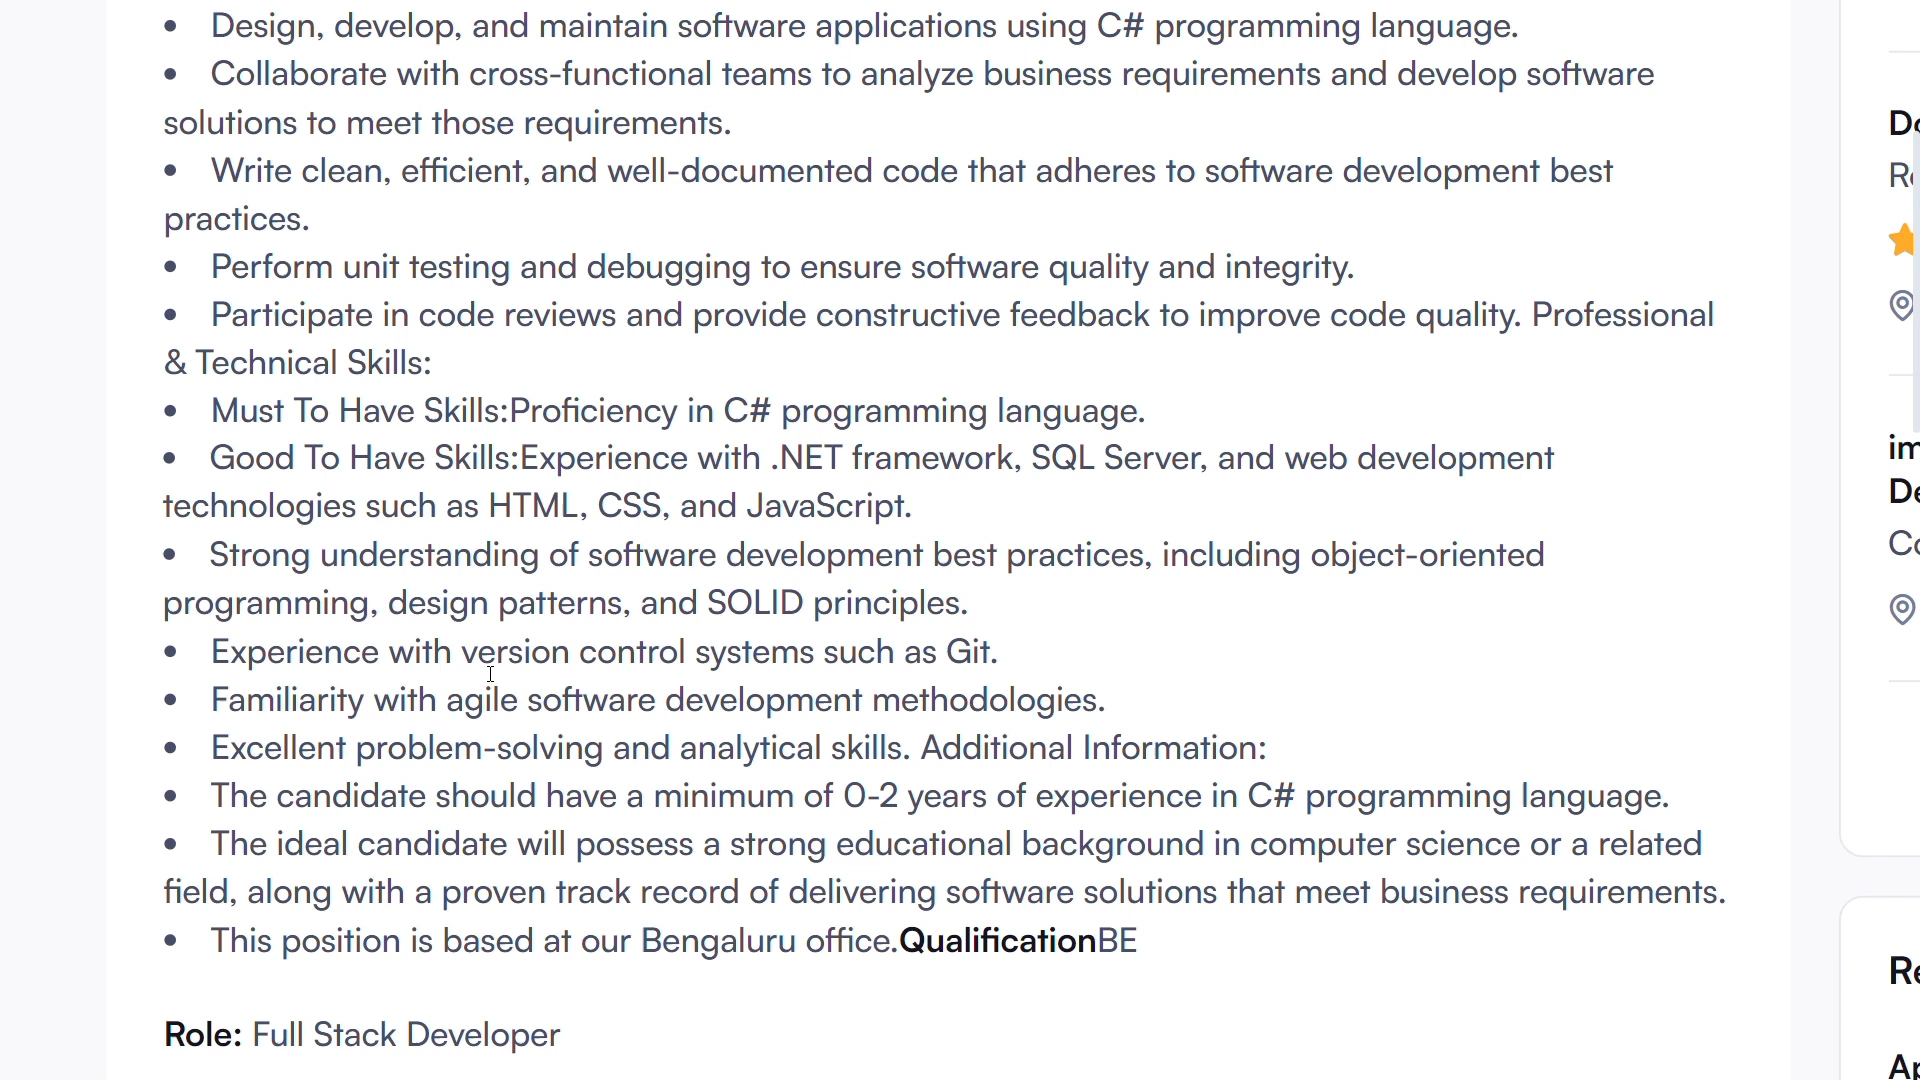 • Design, develop, and maintain software applications using C# programming language.
• Collaborate with cross-functional teams to analyze business requirements and develop software
solutions to meet those requirements.
• Write clean, efficient, and well-documented code that adheres to software development best
practices.
• Perform unit testing and debugging to ensure software quality and integrity.
• Participate in code reviews and provide constructive feedback to improve code quality. Professional
& Technical Skills:
• Must To Have Skills:Proficiency in C# programming language.
• Good To Have Skills:Experience with .NET framework, SQL Server, and web development
technologies such as HTML, CSS, and JavaScript.
• Strong understanding of software development best practices, including object-oriented
programming, design patterns, and SOLID principles.
• Experience with version control systems such as Git.
• Familiarity with agile software development methodologies.
• Excellent problem-solving and analytical skills. Additional Information:
• The candidate should have a minimum of 0-2 years of experience in C# programming language.
• The ideal candidate will possess a strong educational background in computer science or a related
field, along with a proven track record of delivering software solutions that meet business requirements.
• This position is based at our Bengaluru office.QualificationBE
Role: Full Stack Developer